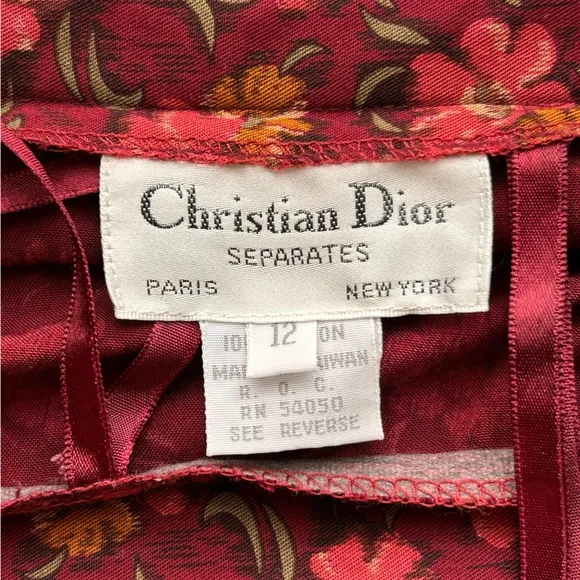 Christian Dior
SEPARATES
PARIS NEW YORK
12
R. O. C.
RN 54050
SEE REVERSE